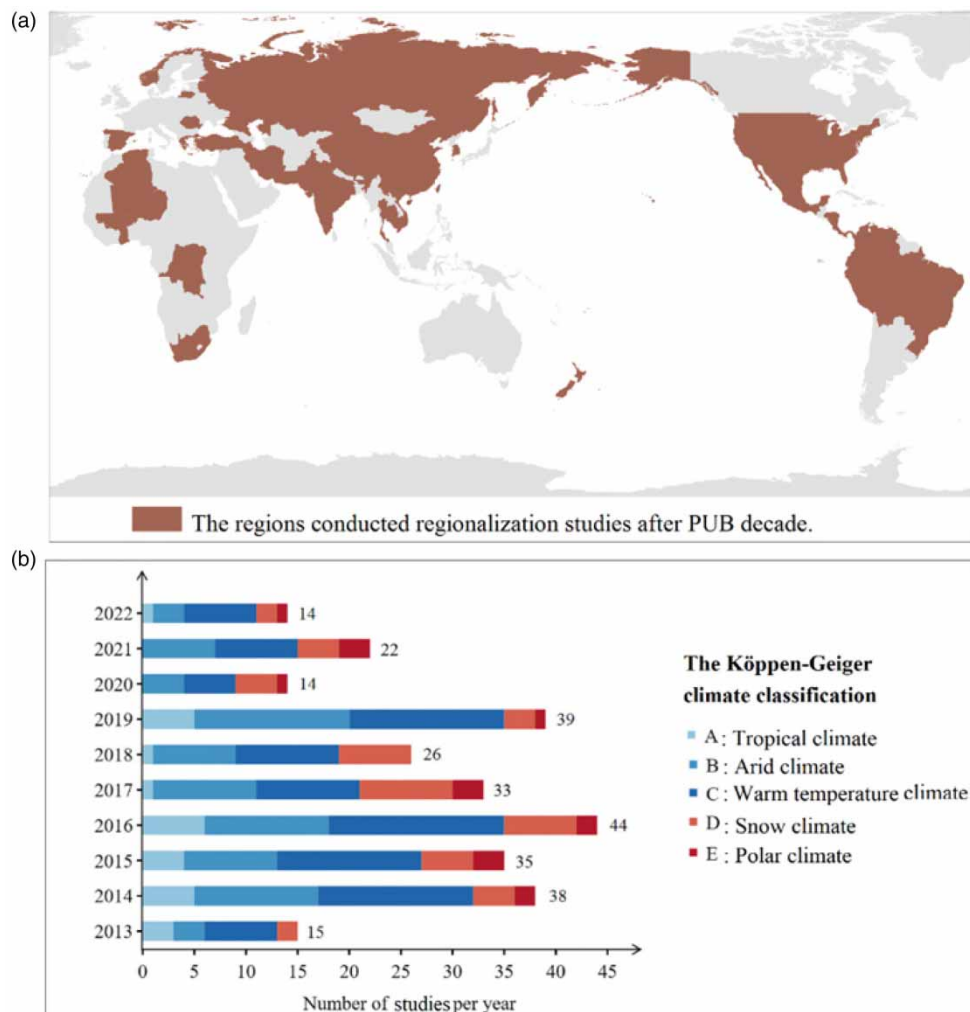 (a)
The regions conducted regionalization studies after PUB decade.
(b)
2022
14
2021
22
2020
14
2019
39
2018
26
2017
33
2016
44
2015
35
2014
38
2013
15
0 5 10 15 20 25 30 35 40 45
Number of studies per year
The Köppen-Geiger
climate classification
A: Tropical climate
B: Arid climate
C: Warm temperature climate
D: Snow climate
E: Polar climate